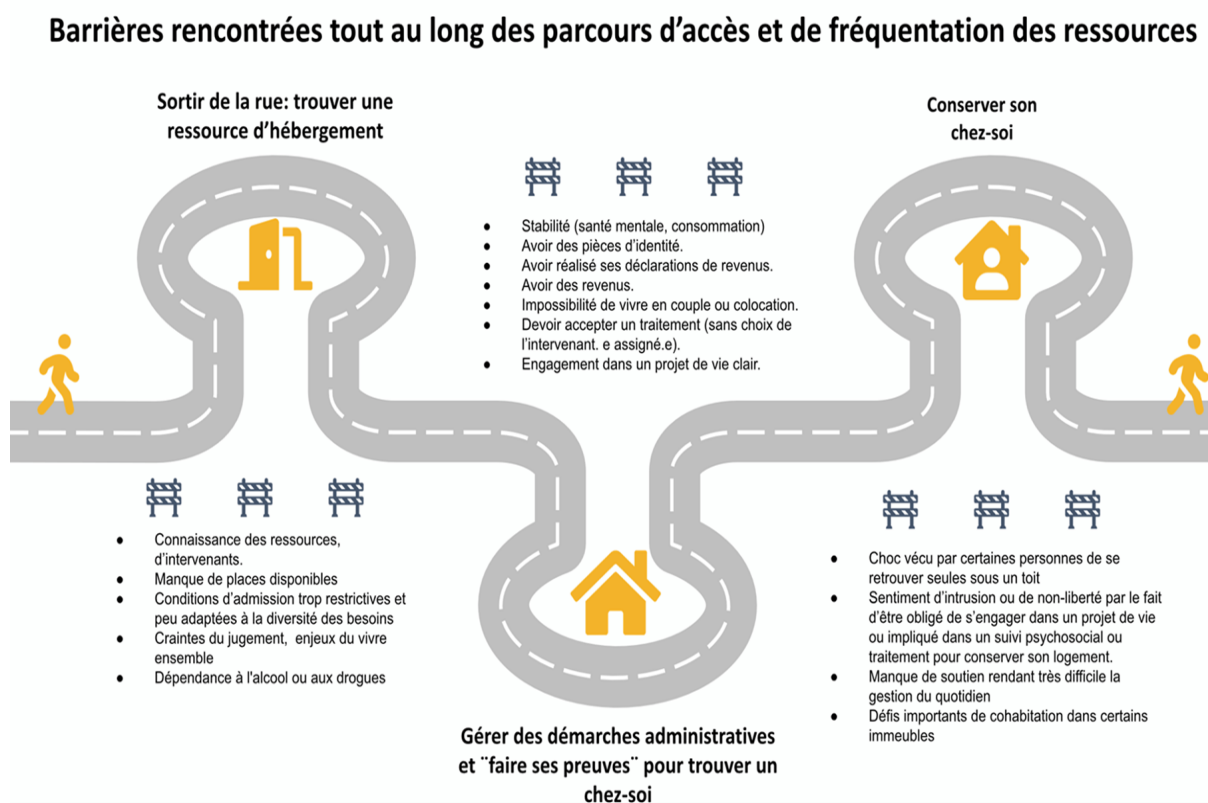 Barrières rencontrées tout au long des parcours d'accès et de fréquentation des ressources
Sortir de la rue: trouver une
ressource d'hébergement
• Connaissance des ressources,
d'intervenants.
• Manque de places disponibles
• Conditions d'admission trop restrictives et
peu adaptées à la diversité des besoins
• Craintes du jugement, enjeux du vivre
ensemble
• Dépendance à l'alcool ou aux drogues
• Stabilité (santé mentale, consommation)
• Avoir des pièces d'identité.
• Avoir réalisé ses déclarations de revenus.
• Avoir des revenus.
• Impossibilité de vivre en couple ou colocation.
• Devoir accepter un traitement (sans choix de
l'intervenant. e assigné.e).
• Engagement dans un projet de vie clair.
Gérer des démarches administratives
et ¨faire ses preuves¨ pour trouver un
chez-soi
Conserver son
chez-soi
• Choc vécu par certaines personnes de se
retrouver seules sous un toit
• Sentiment d'intrusion ou de non-liberté par le fait
d'être obligé de s'engager dans un projet de vie
ou impliqué dans un suivi psychosocial ou
traitement pour conserver son logement.
• Manque de soutien rendant très difficile la
gestion du quotidien
• Défis importants de cohabitation dans certains
immeubles